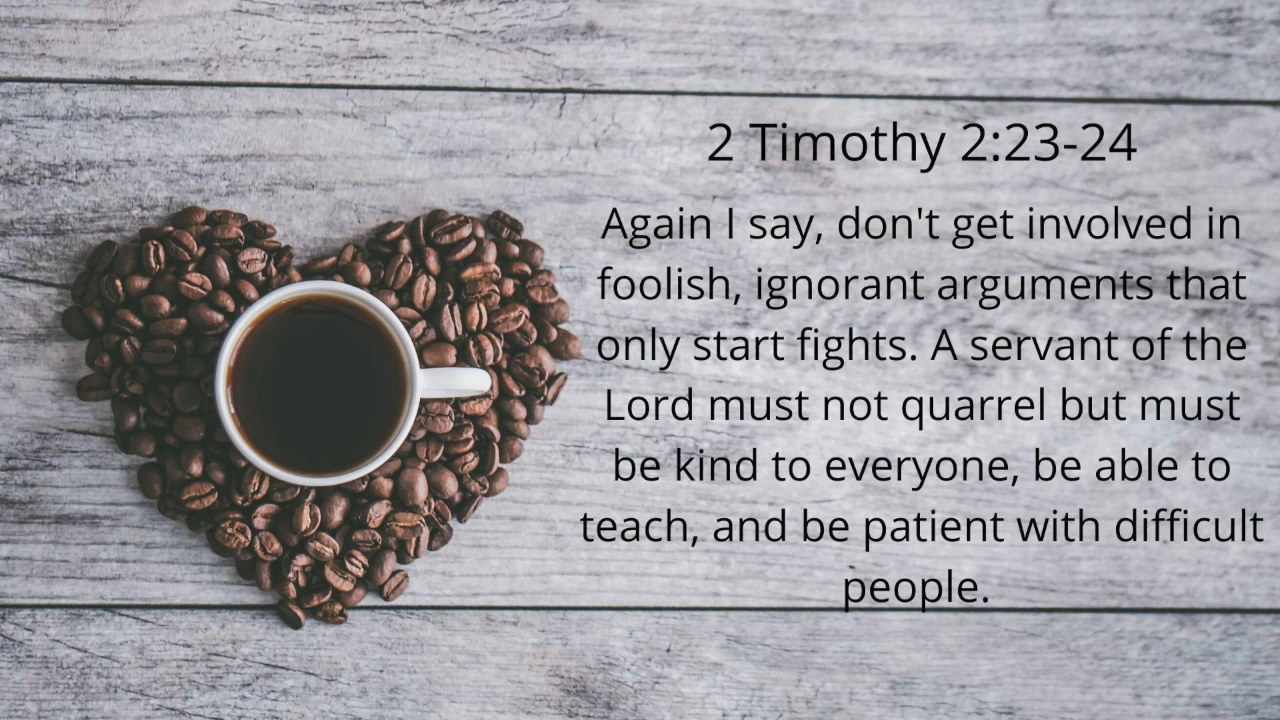 2 Timothy 2:23-24
Again I say, don't get involved in
foolish, ignorant arguments that
only start fights. A servant of the
Lord must not quarrel but must
be kind to everyone, be able to
teach, and be patient with difficult
people.